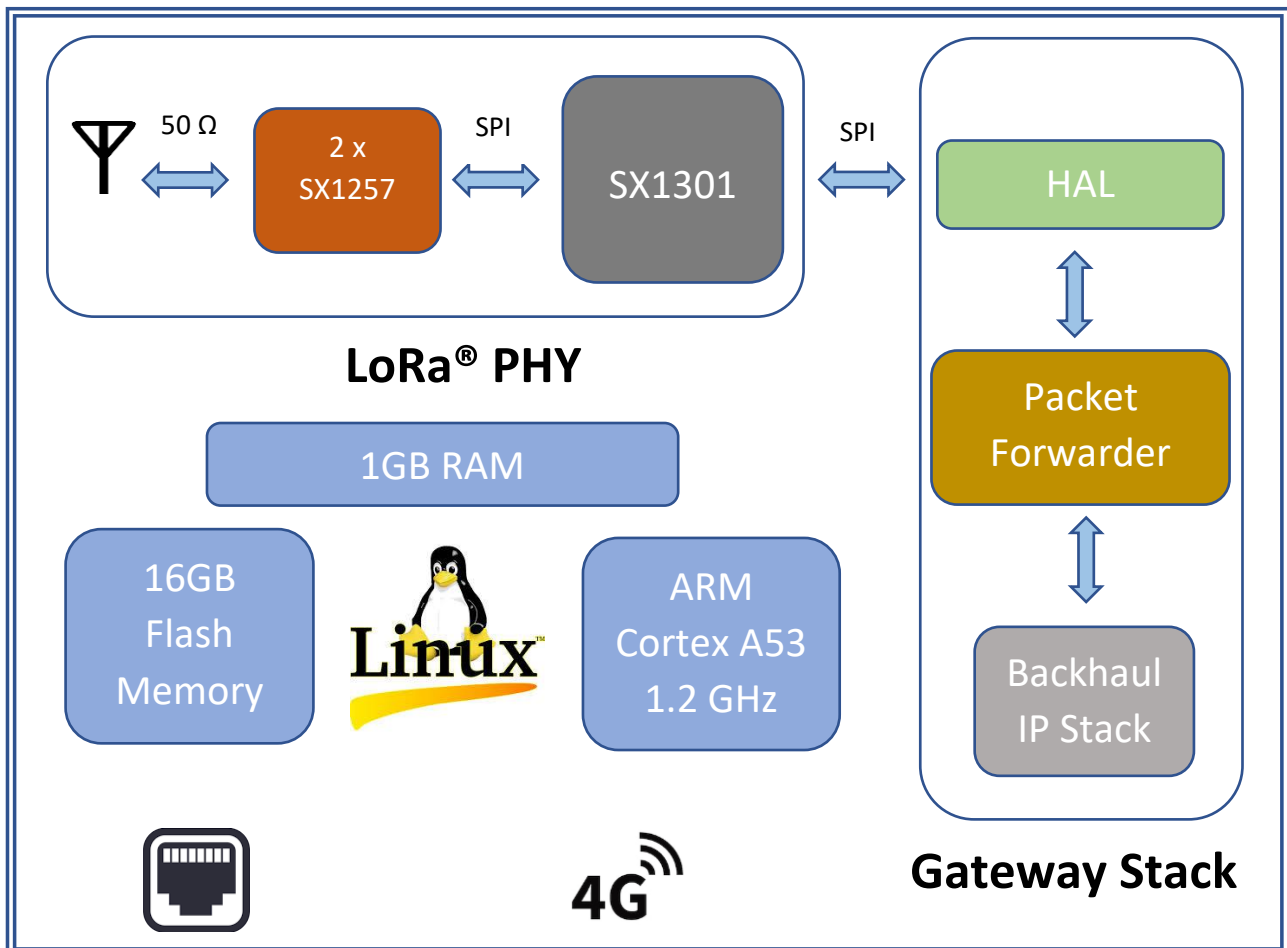 50 Ω
2 x
SX1257
SPI
SX1301
SPI
HAL
LoRa® PHY
1GB RAM
Packet
Forwarder
16GB
Flash
Memory
Linux™
ARM
Cortex A53
1.2 GHz
Backhaul
IP Stack
4G
Gateway Stack